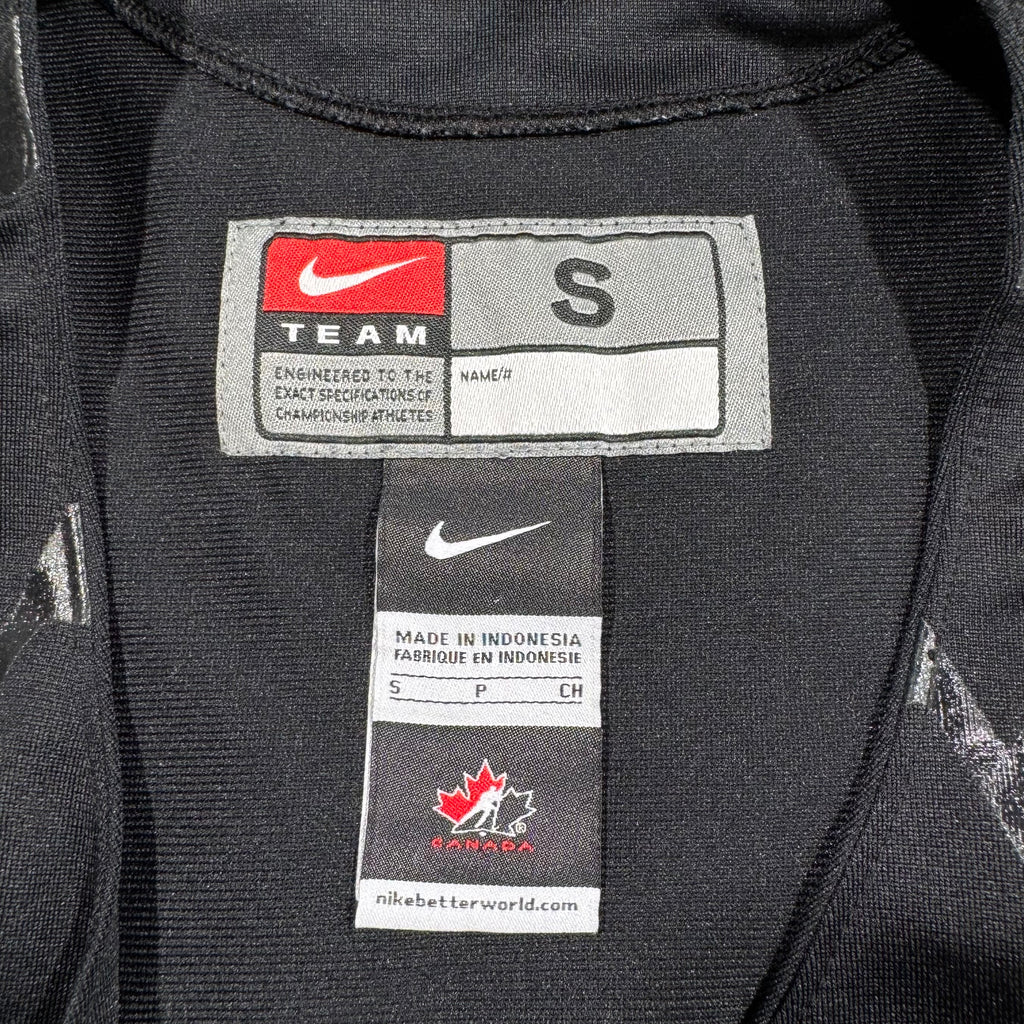 TEAM
S
ENGINEERED TO THE
EXACT SPECIFICATIONS OF
CHAMPIONSHIP ATHLETES
NAME/#
MADE IN INDONESIA
FABRIQUE EN INDONESIE
S P CH
®
CANADA
nikebetterworld.com